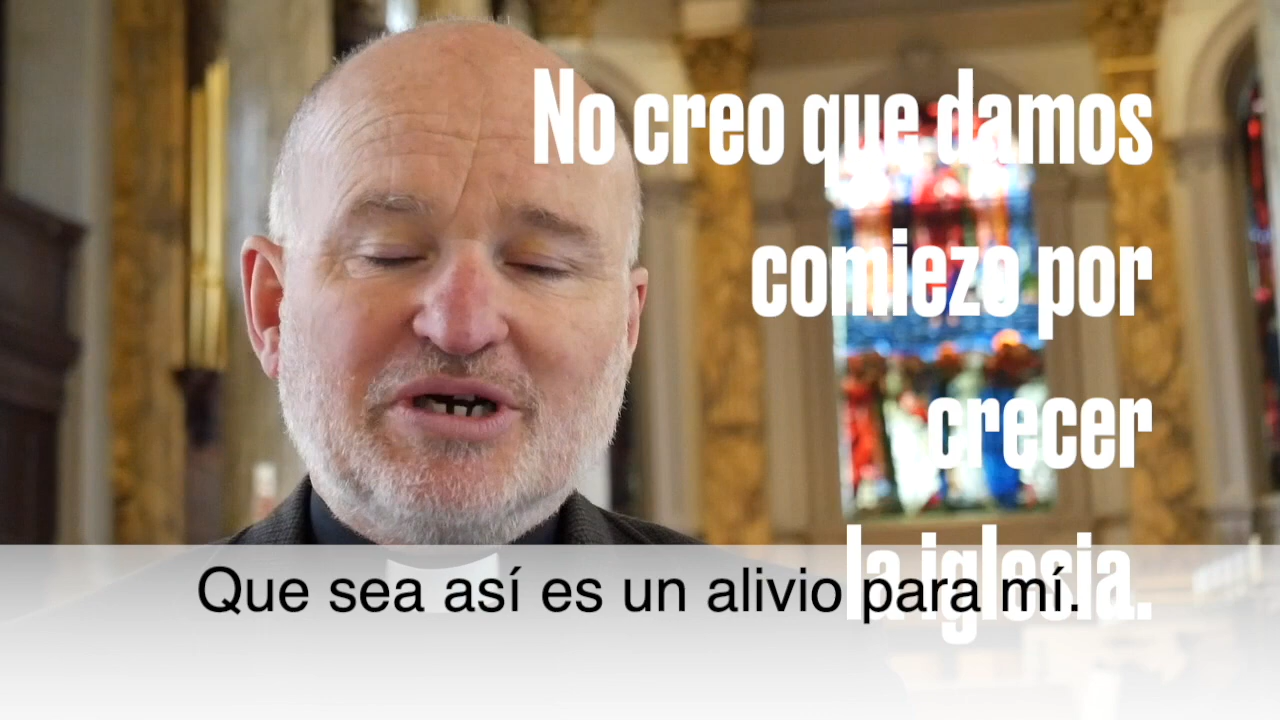 No creo que damos
comiezo por
crecer
la iglesia.
Que sea así es un alivio para mí.